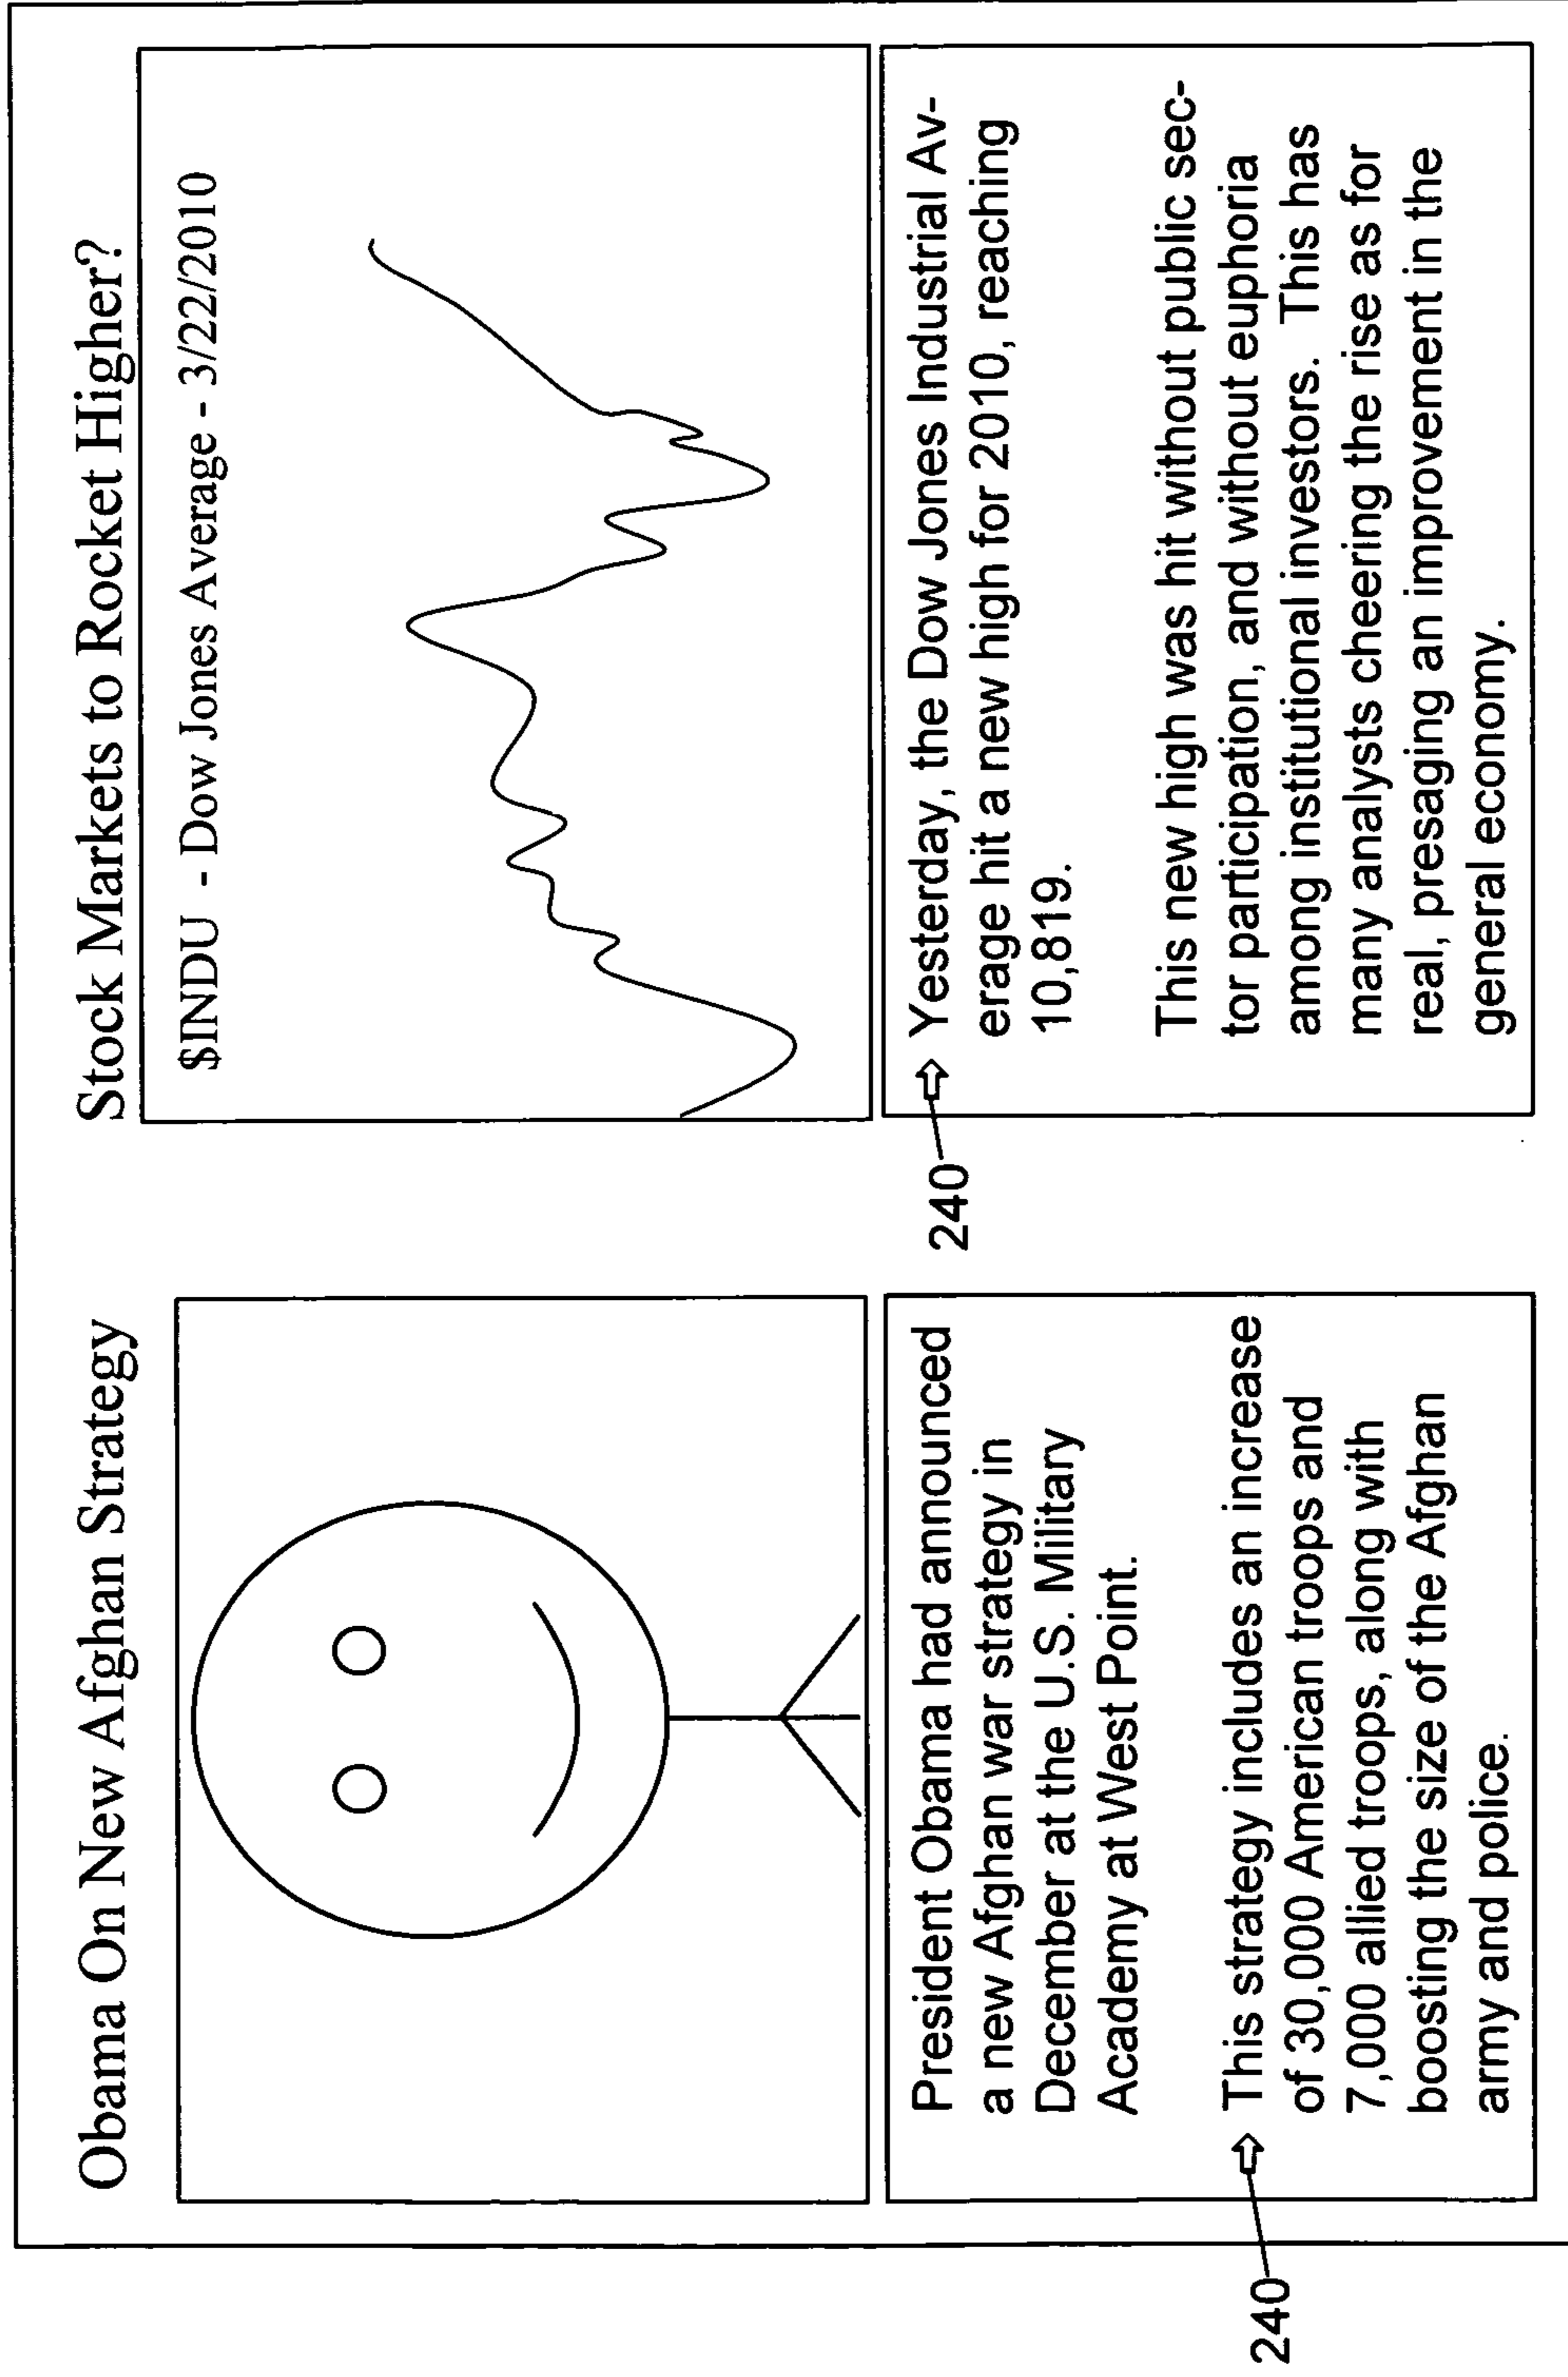 Obama On New Afghan Strategy
President Obama had announced
a new Afghan war strategy in
December at the U.S. Military
Academy at West Point.
240
This strategy includes an increase
of 30,000 American troops and
7,000 allied troops, along with
boosting the size of the Afghan
army and police.
Stock Markets to Rocket Higher?
$INDU - Dow Jones Average - 3/22/2010
240
Yesterday, the Dow Jones Industrial Av-
erage hit a new high for 2010, reaching
10,819.
This new high was hit without public sec-
tor participation, and without euphoria
among institutional investors. This has
many analysts cheering the rise as for
real, presaging an improvement in the
general economy.